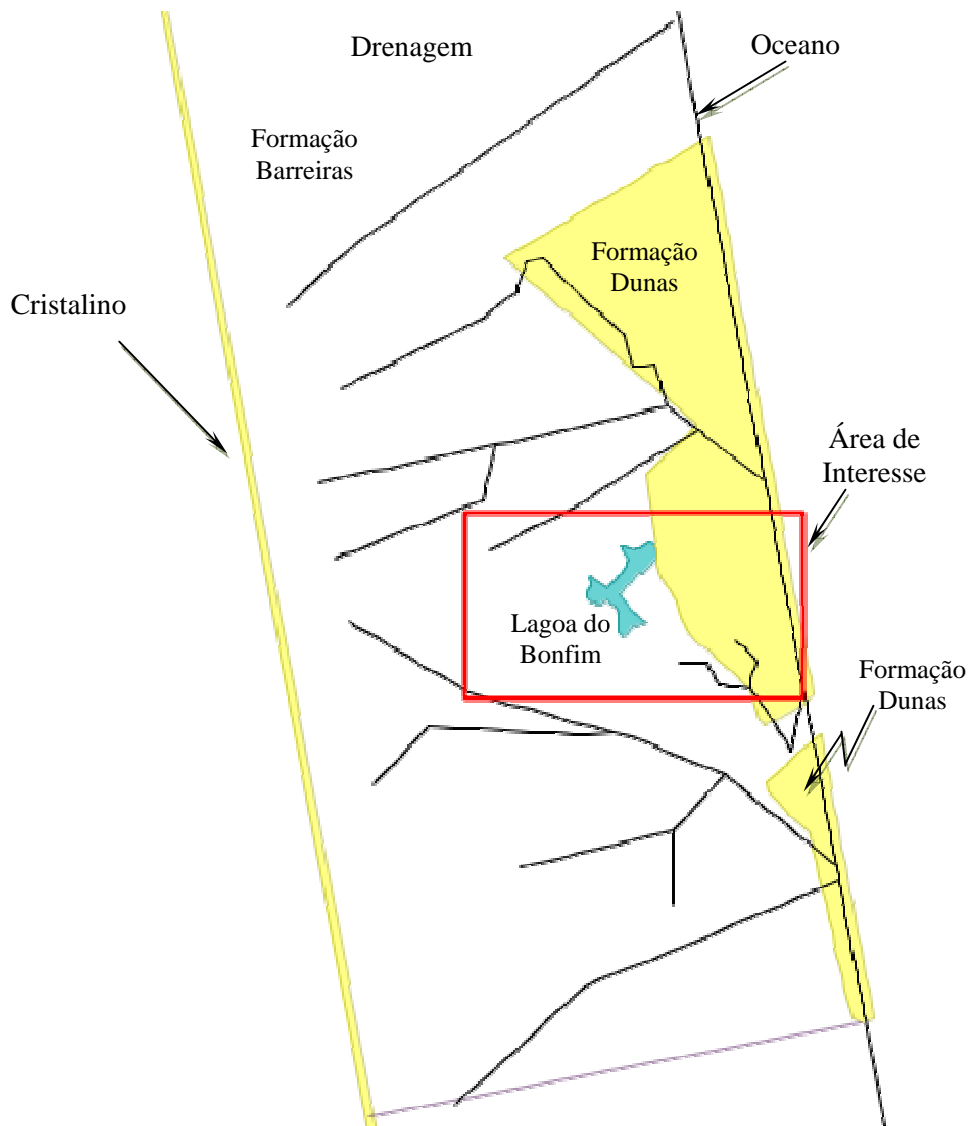 Drenagem
Oceano
Formação
Barreiras
Formação
Dunas
Cristalino
Área de
Interesse
Lagoa do
Bonfim
Formação
Dunas